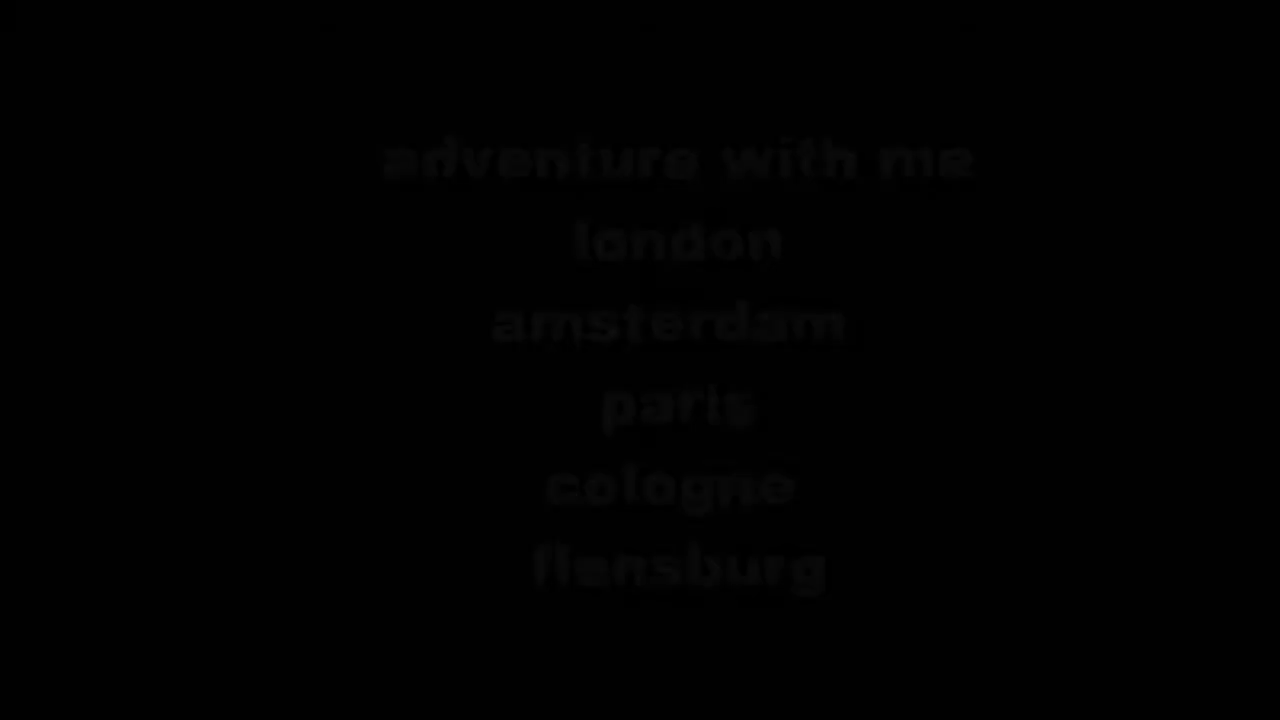 adventure with me
london
amsterdam
paris
cologne
flensburg